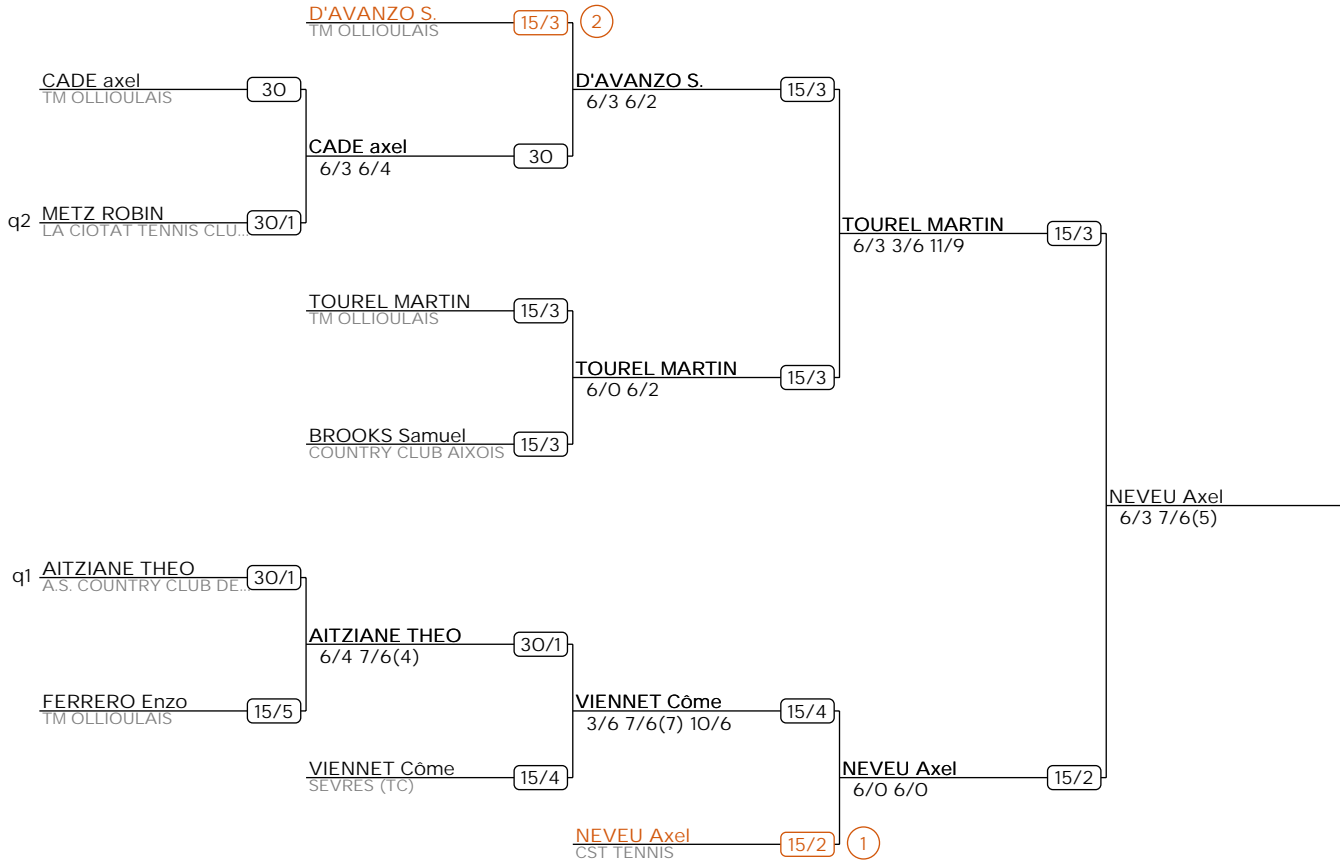 D'AVANZO S. 15/3 2
TM OLLIOULAIS
CADE axel 30
TM OLLIOULAIS
D'AVANZO S. 15/3
6/3 6/2
CADE axel 30
6/3 6/4
q2 METZ ROBIN 30/1
LA CIOTAT TENNIS CLU...
TOUREL MARTIN 15/3
6/3 3/6 11/9
TOUREL MARTIN 15/3
TM OLLIOULAIS
TOUREL MARTIN 15/3
6/0 6/2
BROOKS Samuel 15/3
COUNTRY CLUB AIXOIS
NEVEU Axel
6/3 7/6(5)
q1 AITZIANE THEO 30/1
A.S. COUNTRY CLUB DE...
AITZIANE THEO 30/1
6/4 7/6(4)
FERRERO Enzo 15/5
TM OLLIOULAIS
VIENNET Côme 15/4
3/6 7/6(7) 10/6
VIENNET Côme 15/4
SEVRES (TC)
NEVEU Axel 15/2
6/0 6/0
NEVEU Axel 15/2 1
CST TENNIS